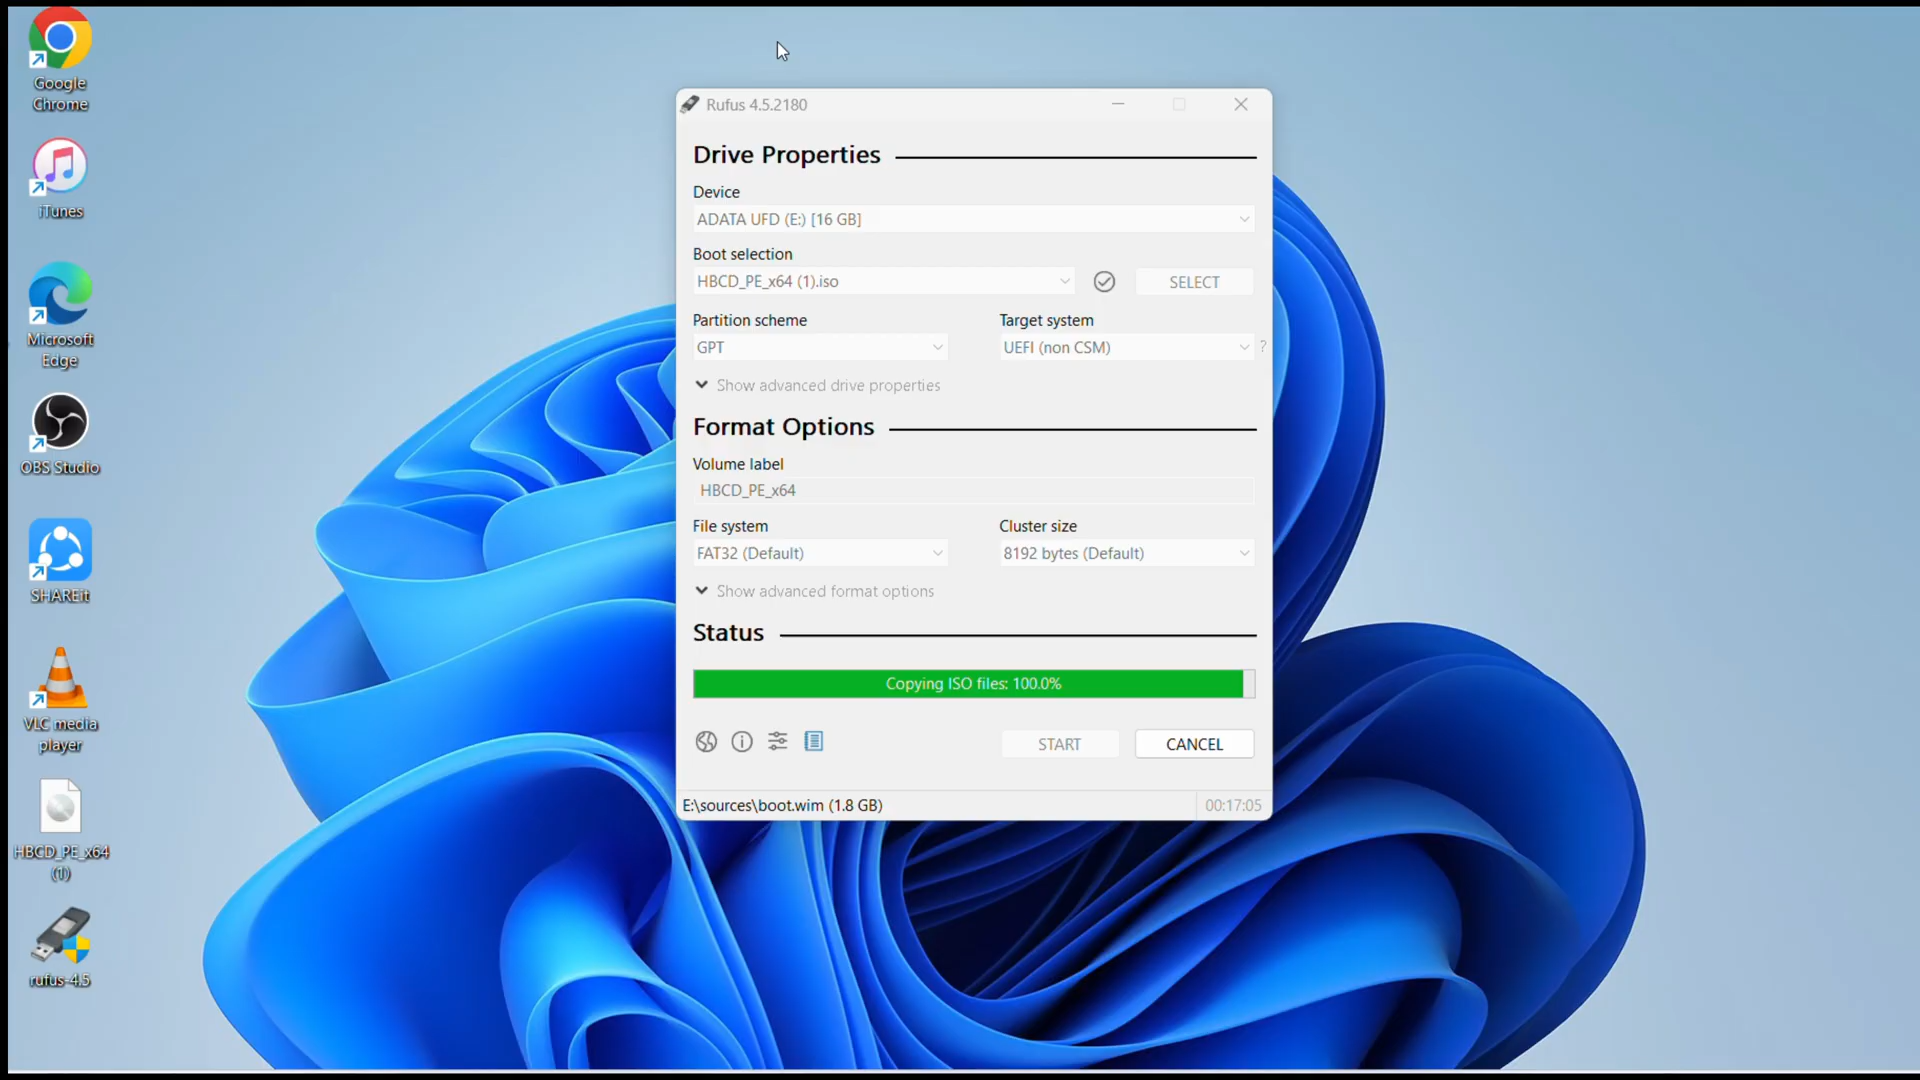 Google
Chrome
iTunes
Microsoft
Edge
OBS Studio
SHAREit
VLC media
player
HBCD_PE_x64
(1)
rufus-4.5
Rufus 4.5.2180
Drive Properties
Device
ADATA UFD (E:) [16 GB]
Boot selection
HBCD_PE_x64 (1).iso
SELECT
Partition scheme
Target system
GPT
UEFI (non CSM)
?
Show advanced drive properties
Format Options
Volume label
HBCD_PE_x64
File system
Cluster size
FAT32 (Default)
8192 bytes (Default)
Show advanced format options
Status
Copying ISO files: 100.0%
START
CANCEL
E:\sources\boot.wim (1.8 GB)
00:17:05